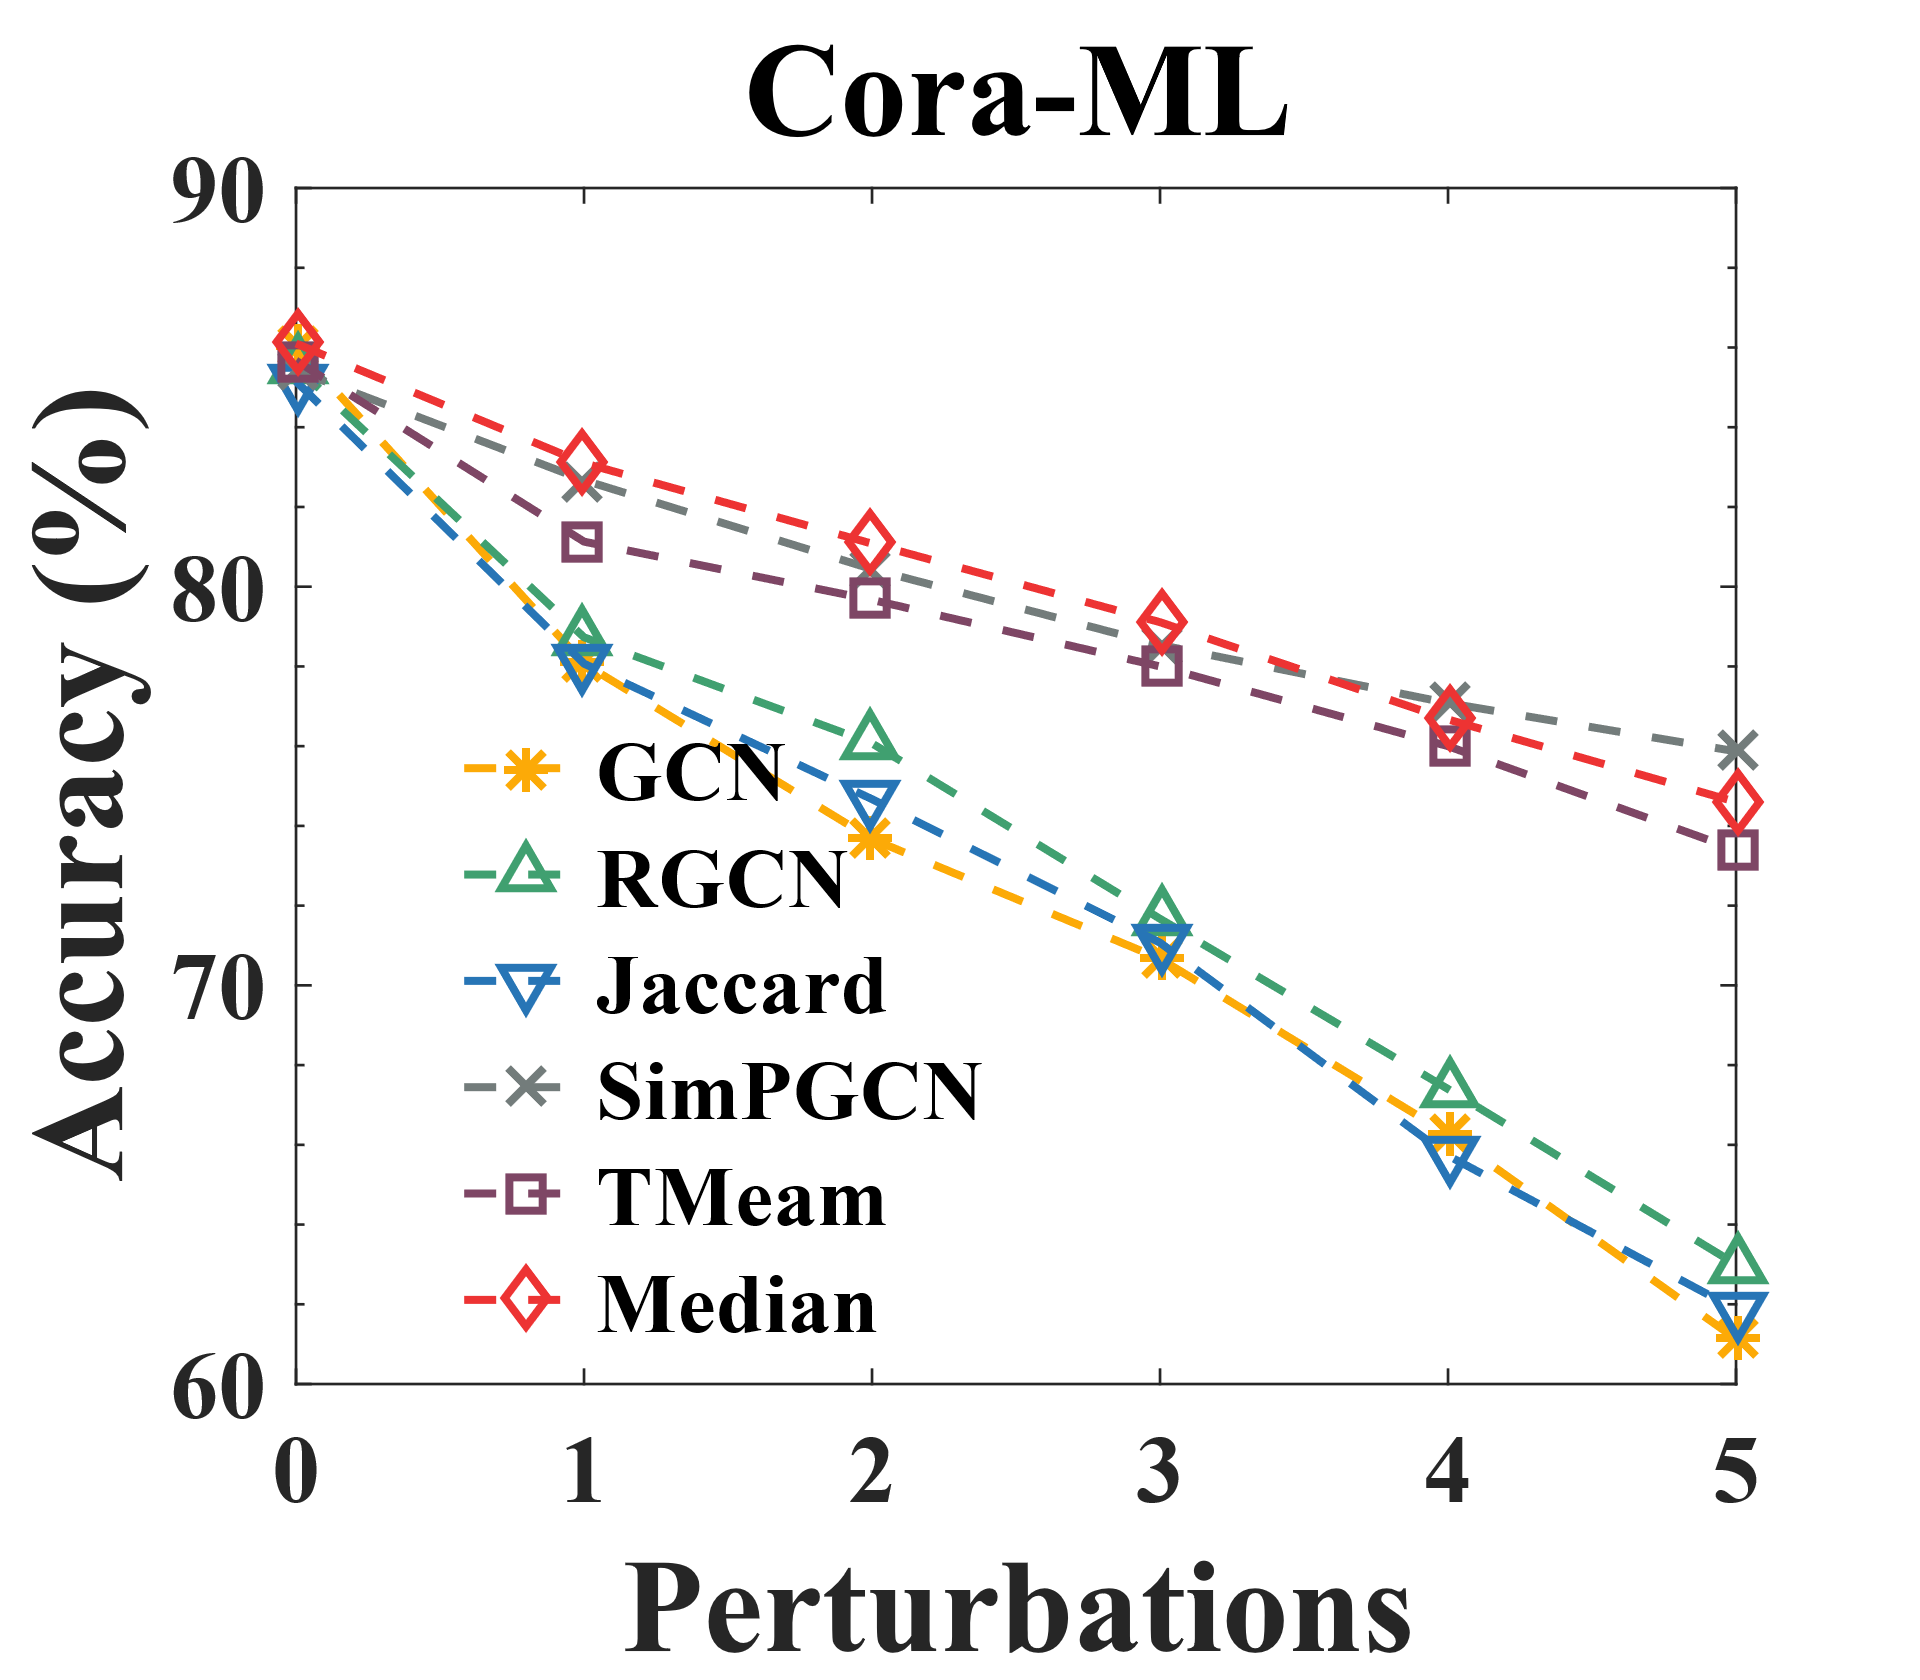 Cora-ML
Accuracy (%)
90
80
70
60
GCN
RGCN
Jaccard
SimPGCN
TMeam
Median
0 1 2 3 4 5
Perturbations